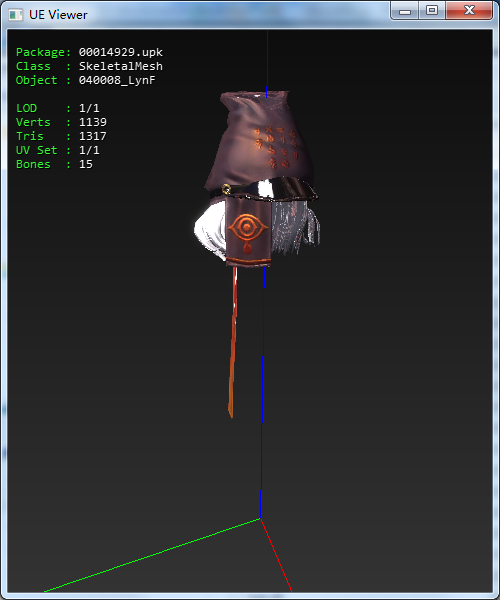 UE Viewer
Package: 00014929.upk
Class  : SkeletalMesh
Object : 040008_LynF
LOD    : 1/1
Verts  : 1139
Tris   : 1317
UV Set : 1/1
Bones  : 15